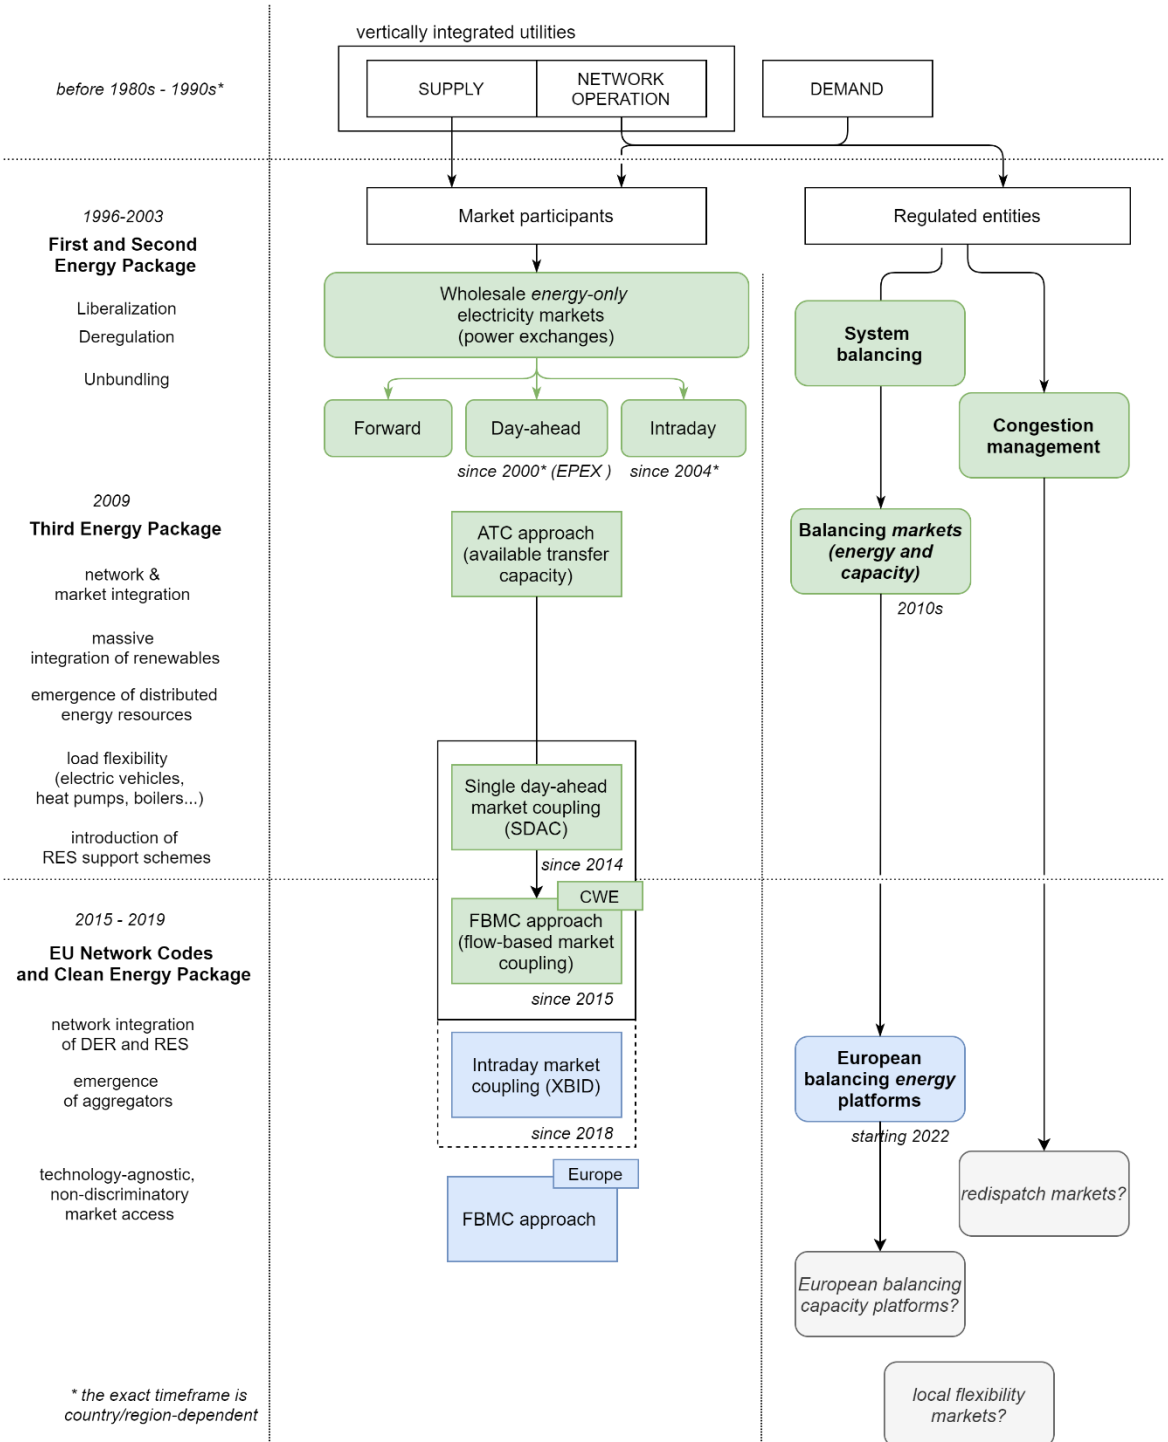 vertically integrated utilities
before 1980s - 1990s*
SUPPLY
NETWORK
OPERATION
DEMAND
1996-2003
First and Second
Energy Package
Liberalization
Deregulation
Unbundling
Market participants
Regulated entities
Wholesale energy-only
electricity markets
(power exchanges)
System
balancing
Forward
Day-ahead
Intraday
since 2000* (EPEX )
since 2004*
Congestion
management
2009
Third Energy Package
network &
market integration
massive
integration of renewables
emergence of distributed
energy resources
load flexibility
(electric vehicles,
heat pumps, boilers...)
introduction of
RES support schemes
ATC approach
(available transfer
capacity)
Balancing markets
(energy and
capacity)
2010s
Single day-ahead
market coupling
(SDAC)
since 2014
2015 - 2019
EU Network Codes
and Clean Energy Package
network integration
of DER and RES
emergence
of aggregators
technology-agnostic,
non-discriminatory
market access
CWE
FBMC approach
(flow-based market
coupling)
since 2015
Intraday market
coupling (XBID)
since 2018
Europe
FBMC approach
European
balancing energy
platforms
starting 2022
redispatch markets?
European balancing
capacity platforms?
local flexibility
markets?
* the exact timeframe is
country/region-dependent